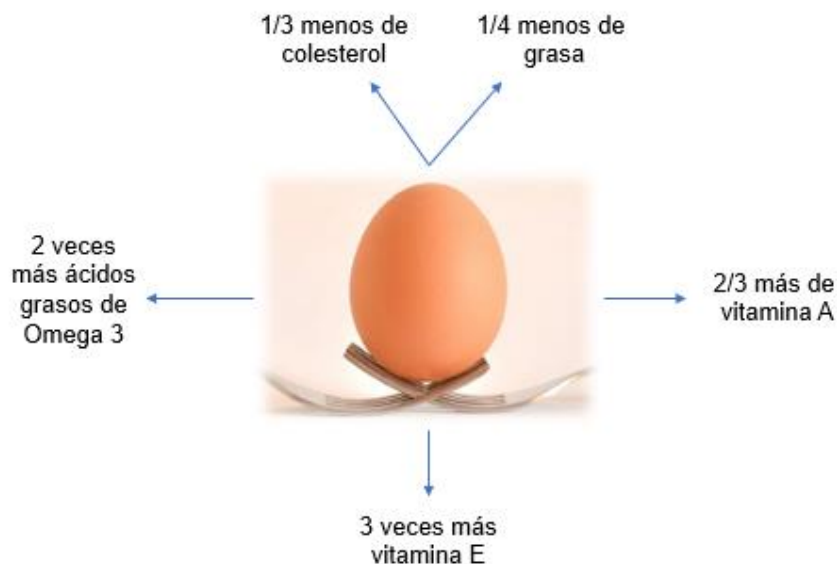 1/3 menos de
colesterol
1/4 menos de
grasa
2 veces
más ácidos
grasos de
Omega 3
2/3 más de
vitamina A
3 veces más
vitamina E